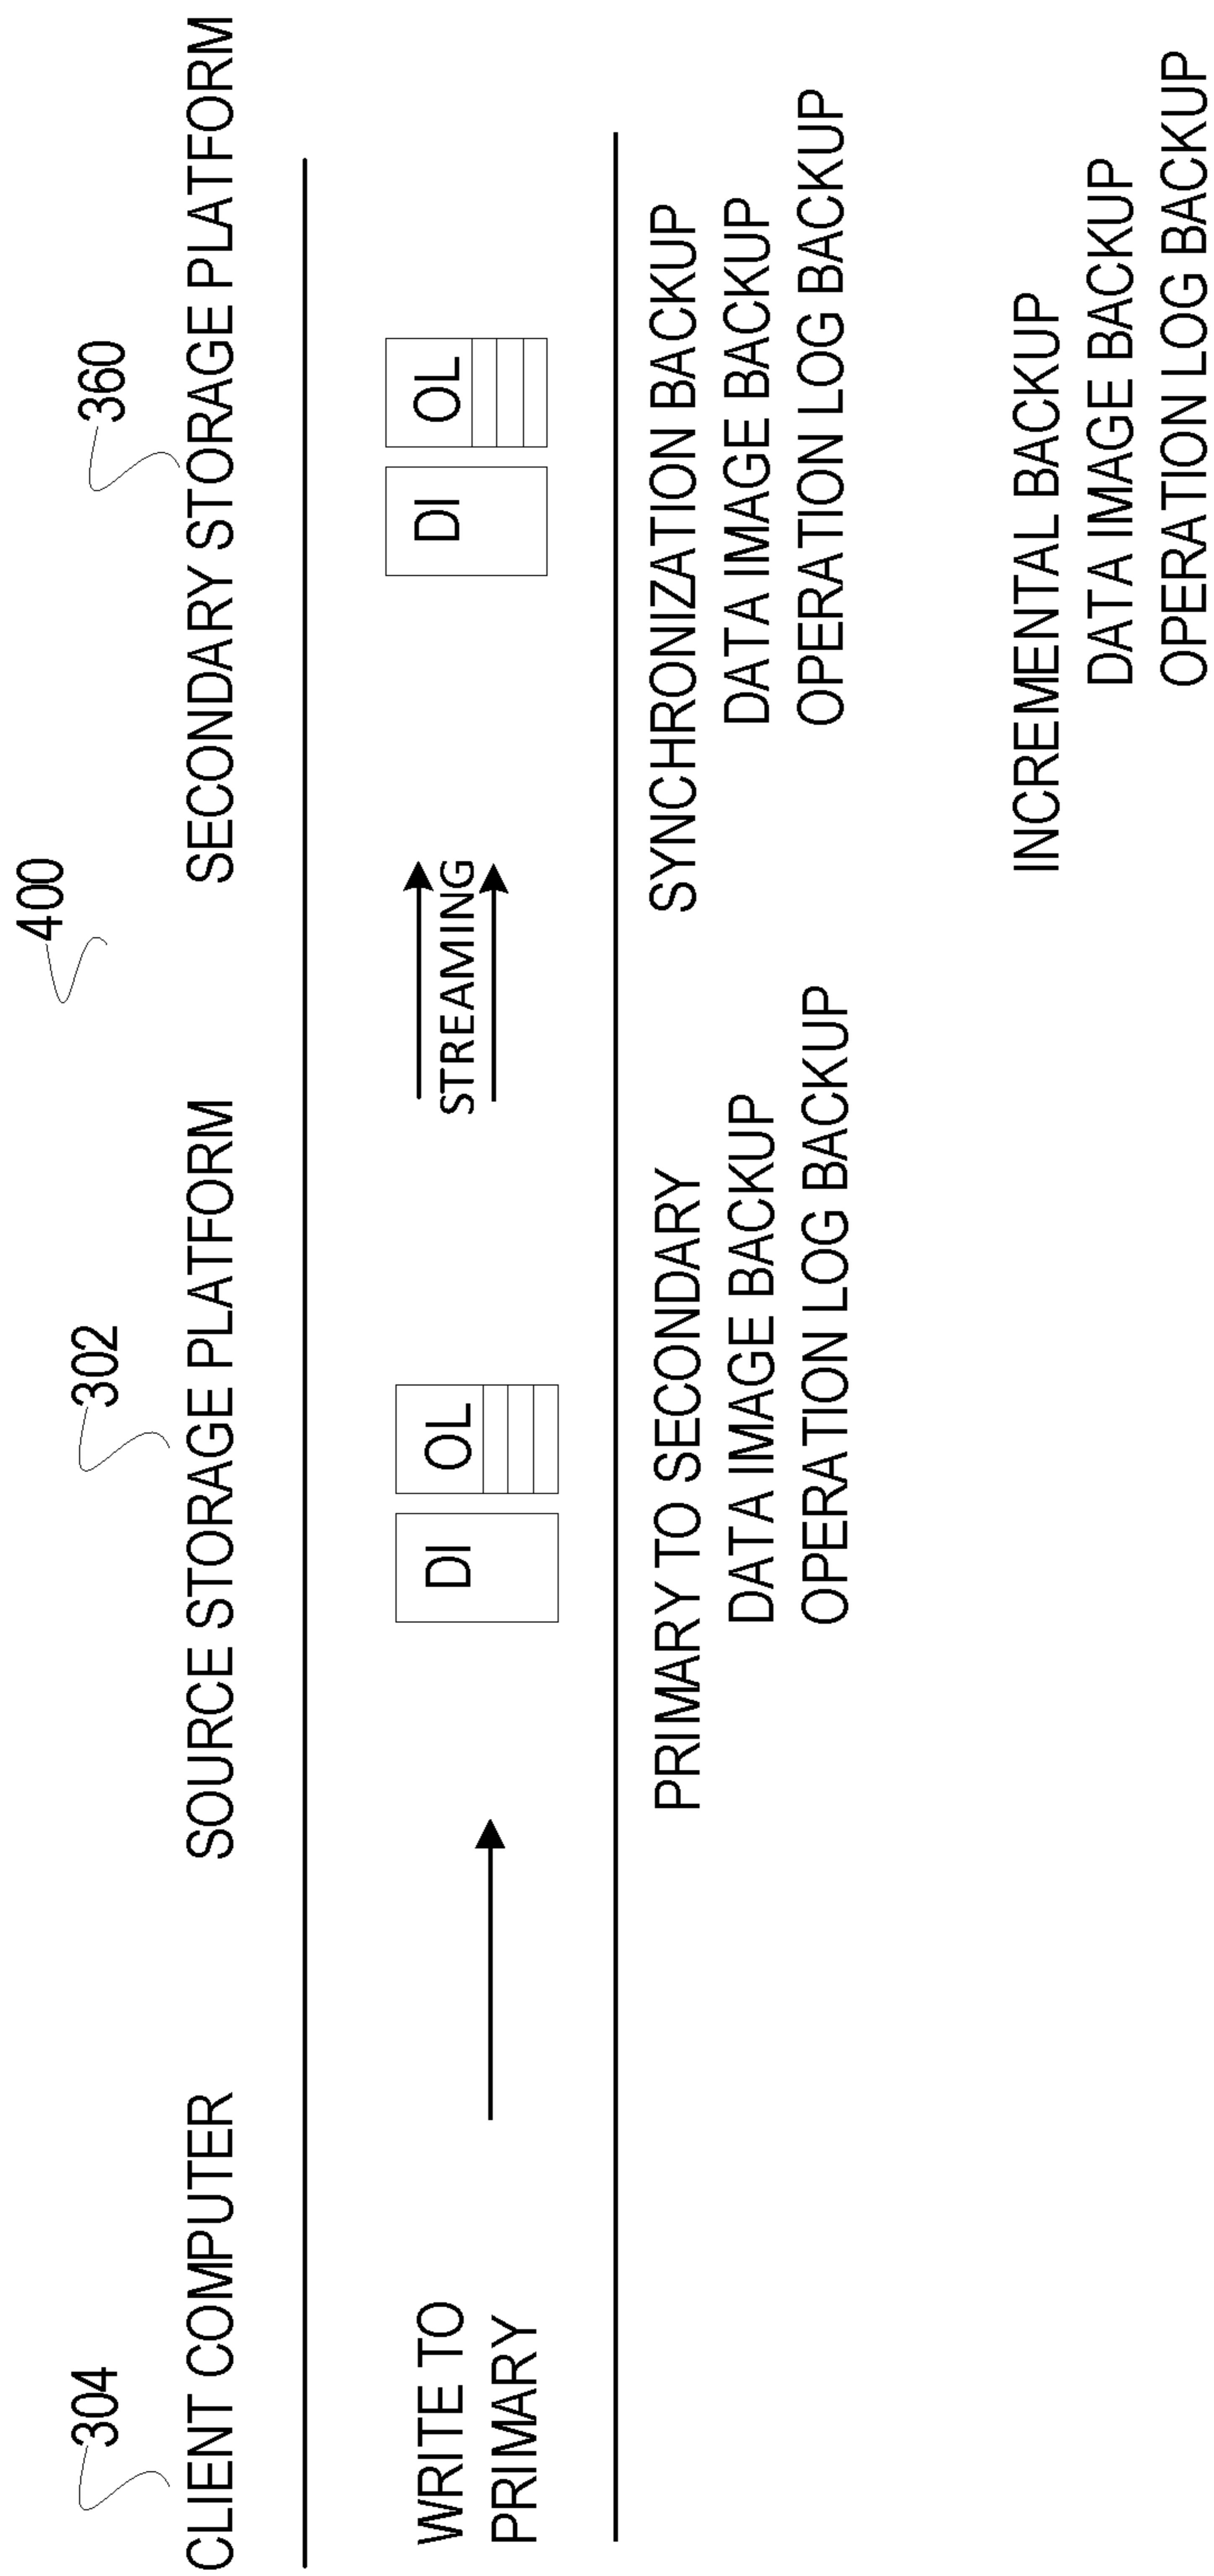 400
304
302
360
CLIENT COMPUTER
SOURCE STORAGE PLATFORM
SECONDARY STORAGE PLATFORM
WRITE TO
PRIMARY
DI
OL
STREAMING
DI
OL
PRIMARY TO SECONDARY
DATA IMAGE BACKUP
OPERATION LOG BACKUP
SYNCHRONIZATION BACKUP
DATA IMAGE BACKUP
OPERATION LOG BACKUP
INCREMENTAL BACKUP
DATA IMAGE BACKUP
OPERATION LOG BACKUP